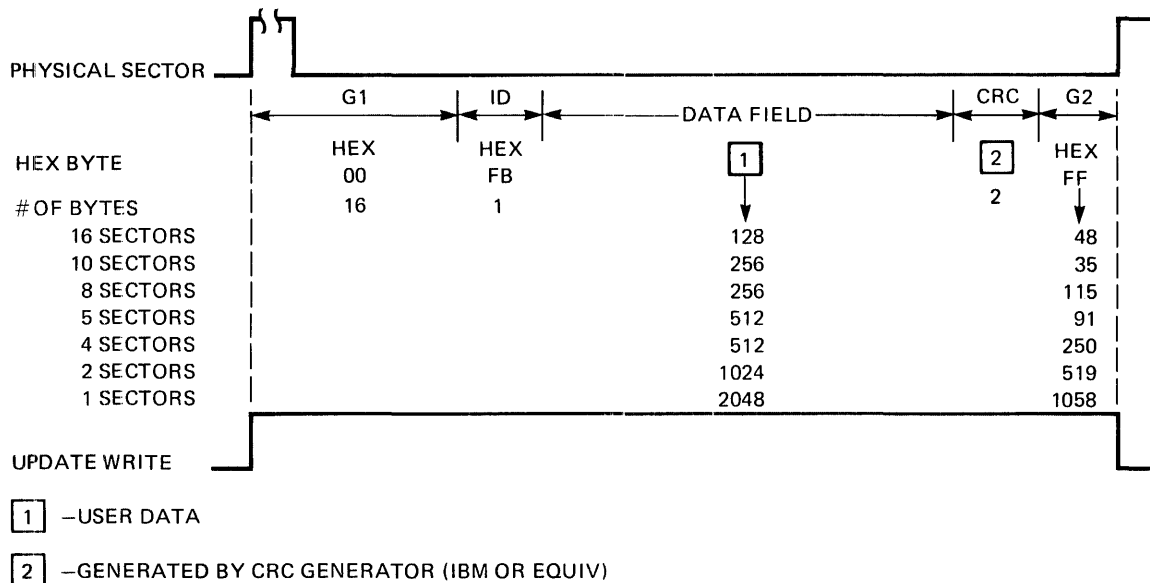 PHYSICAL SECTOR
G1 ID DATA FIELD CRC G2
HEX BYTE HEX 00 HEX FB 1 2 HEX FF
# OF BYTES 16 1 2
16 SECTORS 128 48
10 SECTORS 256 35
8 SECTORS 256 115
5 SECTORS 512 91
4 SECTORS 512 250
2 SECTORS 1024 519
1 SECTORS 2048 1058
UPDATE WRITE
1 –USER DATA
2 –GENERATED BY CRC GENERATOR (IBM OR EQUIV)